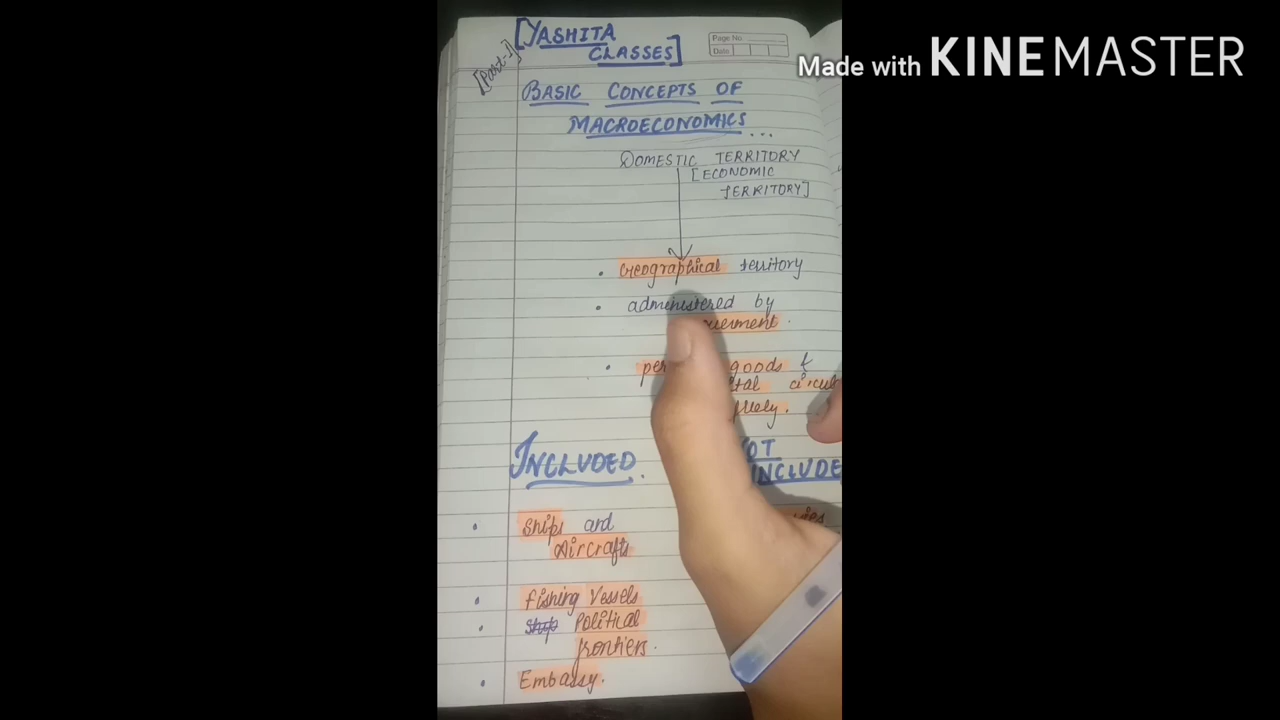 [YASHITA
CLASSES]
Page No
Date
[Part-1]
Made with KINEMASTER
BASIC CONCEPTS OF
MACROECONOMICS...
DOMESTIC TERRITORY
[ECONOMIC
TERRITORY]
• Geographical territory
• administered by
• goods &
INCLUDED.
• Ships and
Aircrafts
• fishing Vessels
• Political
frontiers.
• Embassy.